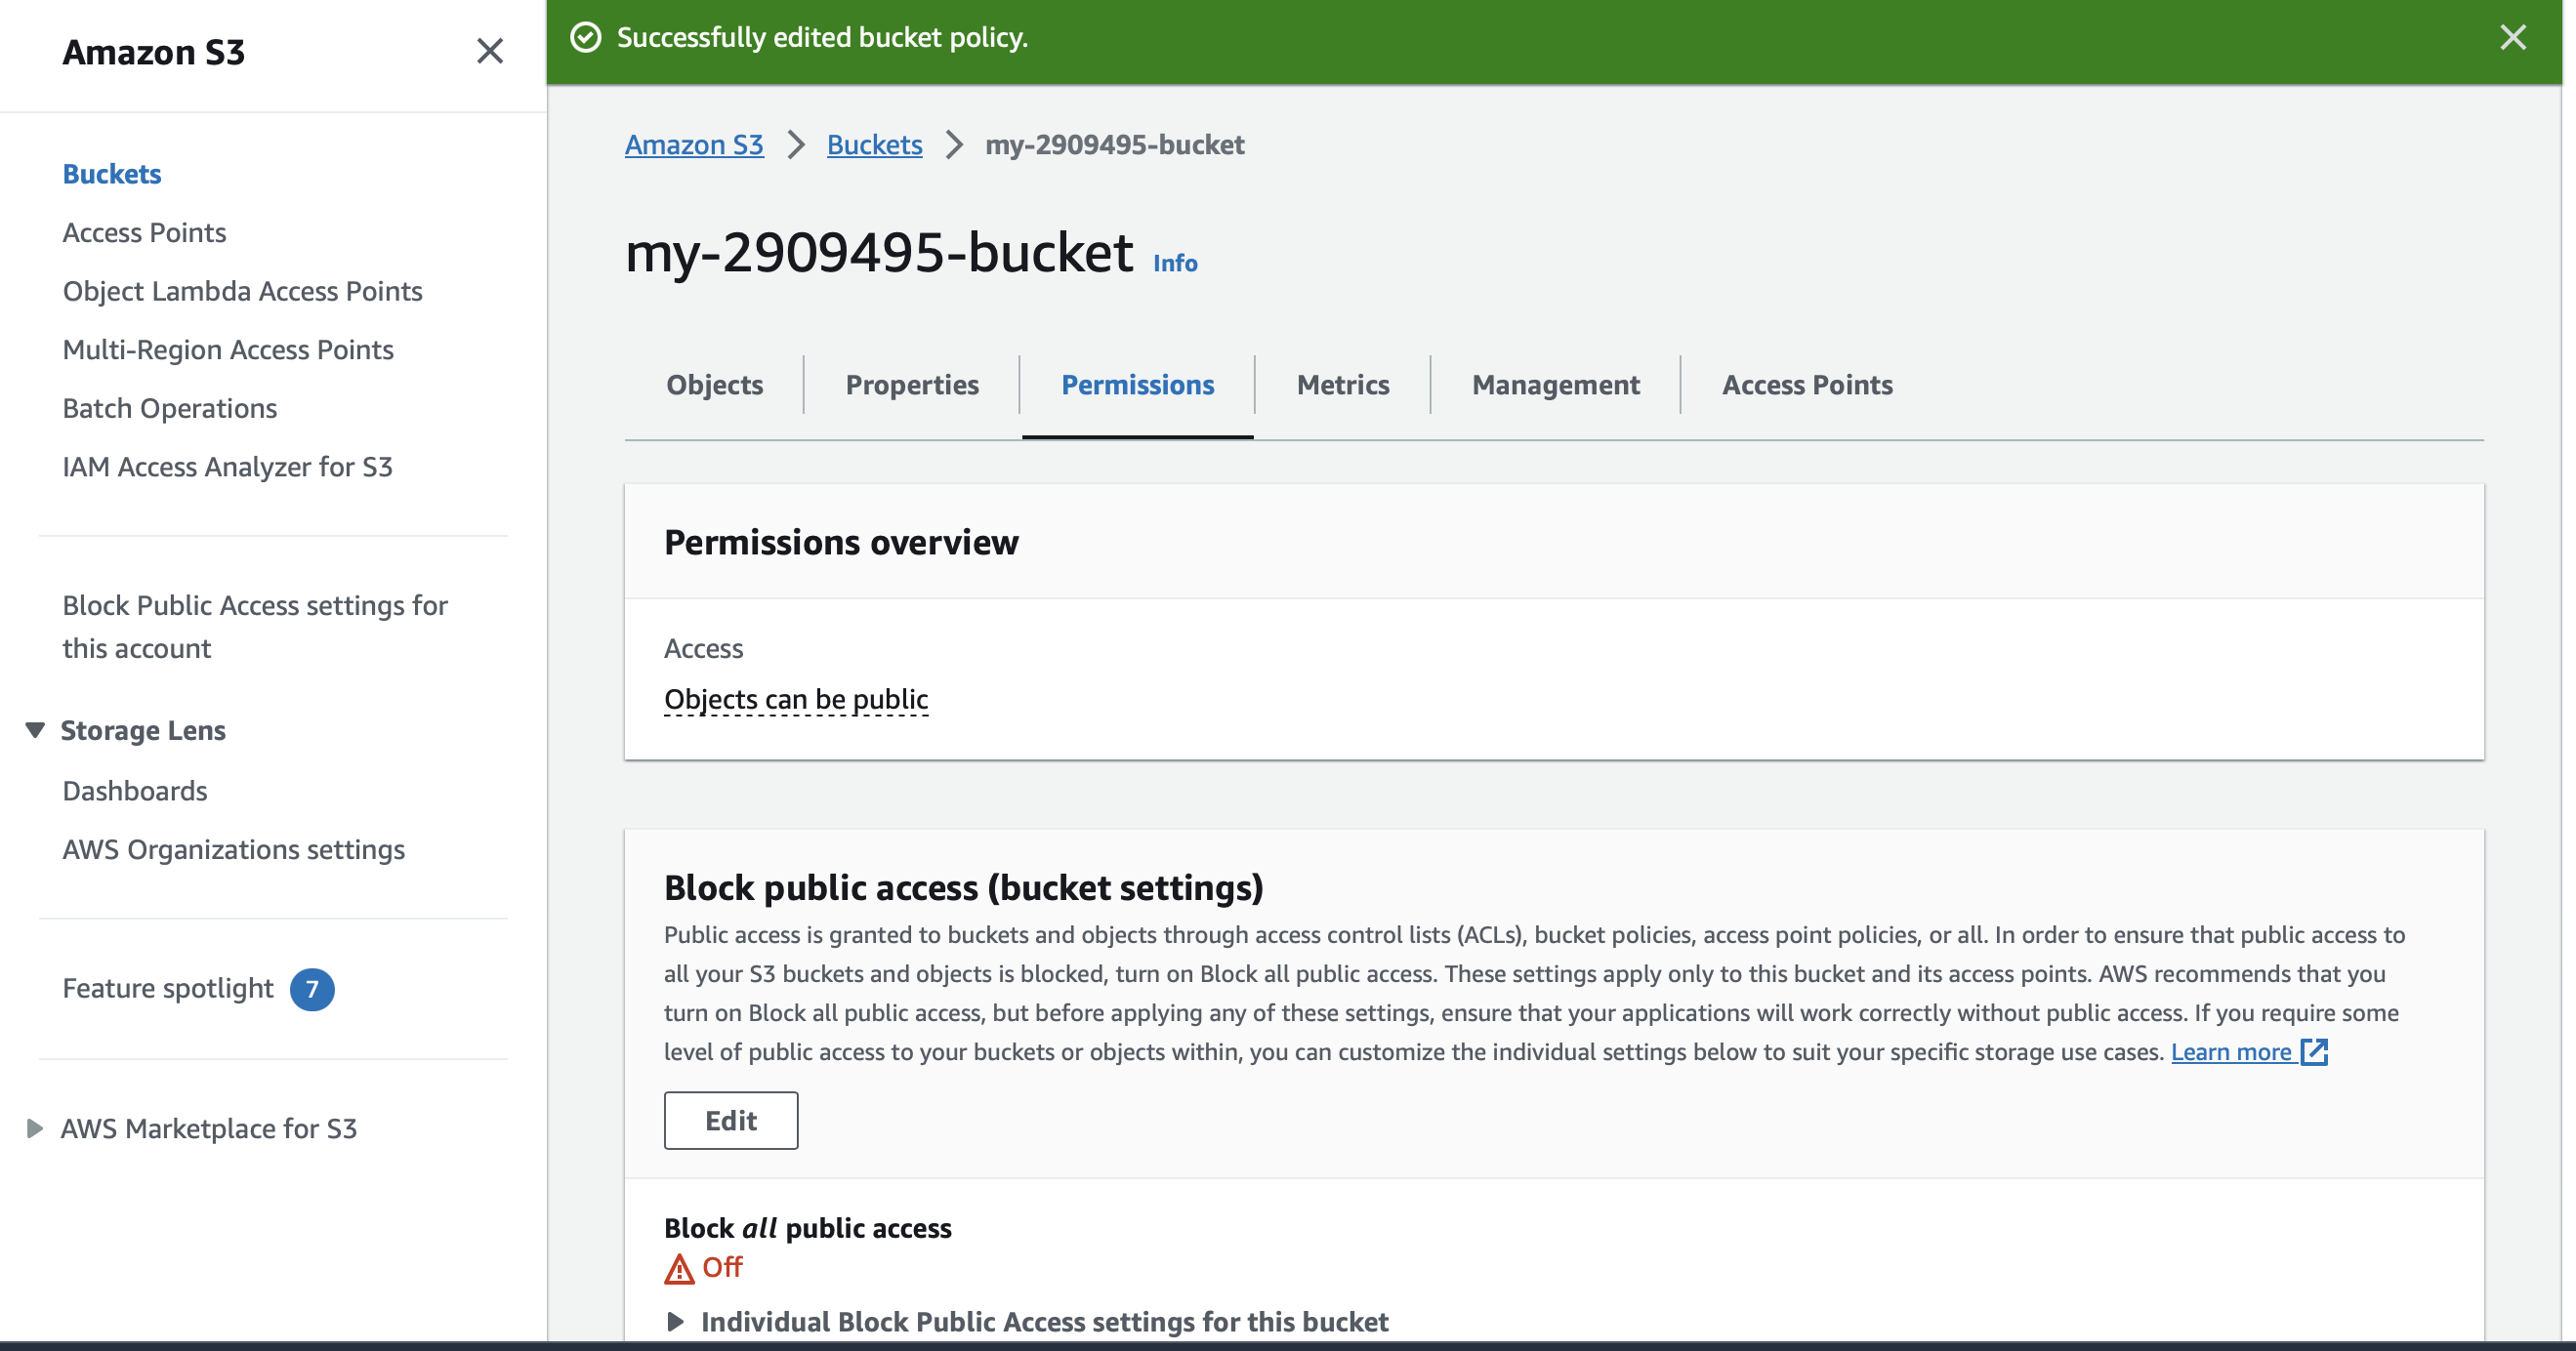 Amazon S3
Buckets
Access Points
Object Lambda Access Points
Multi-Region Access Points
Batch Operations
IAM Access Analyzer for S3
Block Public Access settings for
this account
Storage Lens
Dashboards
AWS Organizations settings
Feature spotlight 7
AWS Marketplace for S3
Successfully edited bucket policy.
Amazon S3 > Buckets > my-2909495-bucket
my-2909495-bucket Info
Objects Properties Permissions Metrics Management Access Points
Permissions overview
Access
Objects can be public
Block public access (bucket settings)
Public access is granted to buckets and objects through access control lists (ACLs), bucket policies, access point policies, or all. In order to ensure that public access to
all your S3 buckets and objects is blocked, turn on Block all public access. These settings apply only to this bucket and its access points. AWS recommends that you
turn on Block all public access, but before applying any of these settings, ensure that your applications will work correctly without public access. If you require some
level of public access to your buckets or objects within, you can customize the individual settings below to suit your specific storage use cases. Learn more
Edit
Block all public access
Off
Individual Block Public Access settings for this bucket